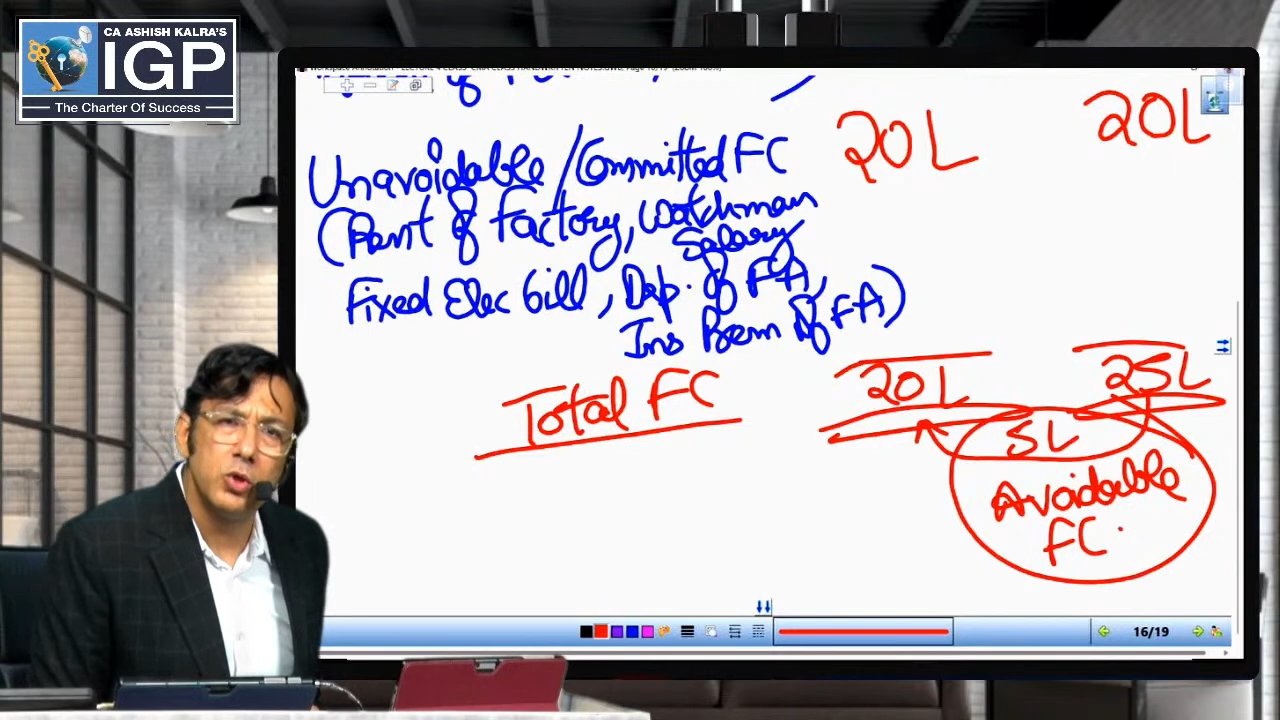 CA ASHISH KALRA'S
IGP
The Charter Of Success
20L
20L
Unavoidable / Committed FC
(Rent of Factory, Watchman
Salary
Fixed Elec bill, Dep. of FA,
Ins Prem of FA)
20L
25L
Total FC
5L
Avoidable
FC
16/19